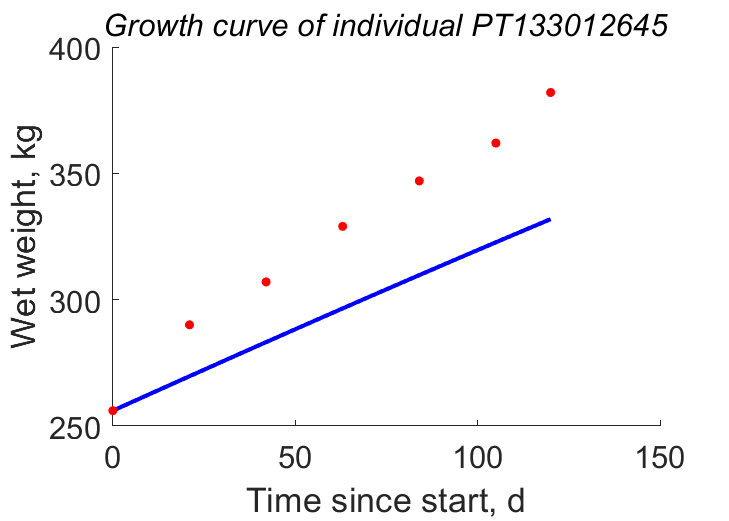 Growth curve of individual PT133012645
400
350
300
250
Wet weight, kg
0 50 100 150
Time since start, d